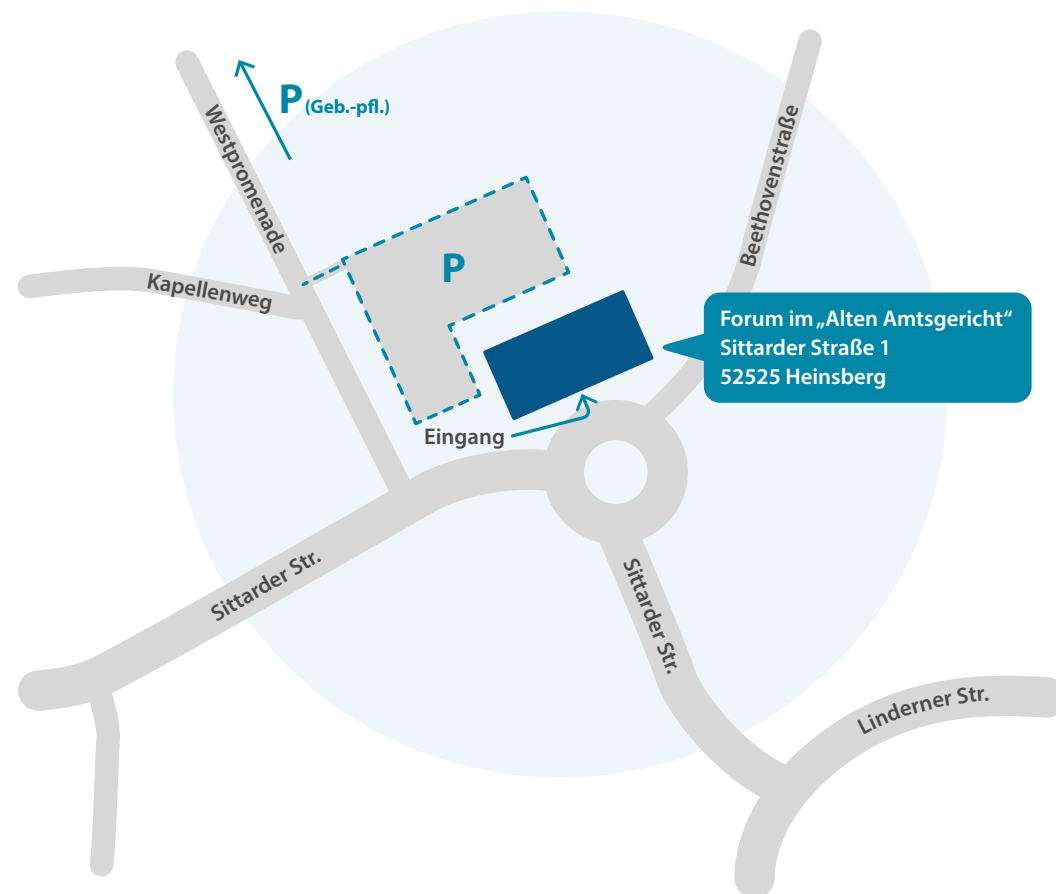 P (Geb.-pfl.)
Westpromenade
Beethovenstraße
Kapellenweg
P
Forum im „Alten Amtsgericht“
Sittarder Straße 1
52525 Heinsberg
Eingang
Sittarder Str.
Sittarder Str.
Linderner Str.